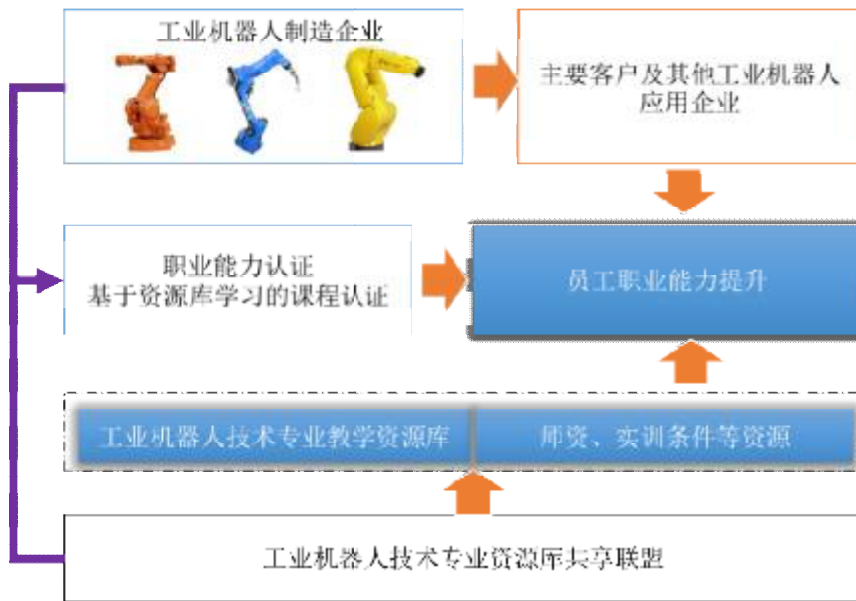 工业机器人制造企业
主要客户及其他工业机器人
应用企业
职业能力认证
基于资源库学习的课程认证
员工职业能力提升
工业机器人技术专业教学资源库
师资、实训条件等资源
工业机器人技术专业资源库共享联盟